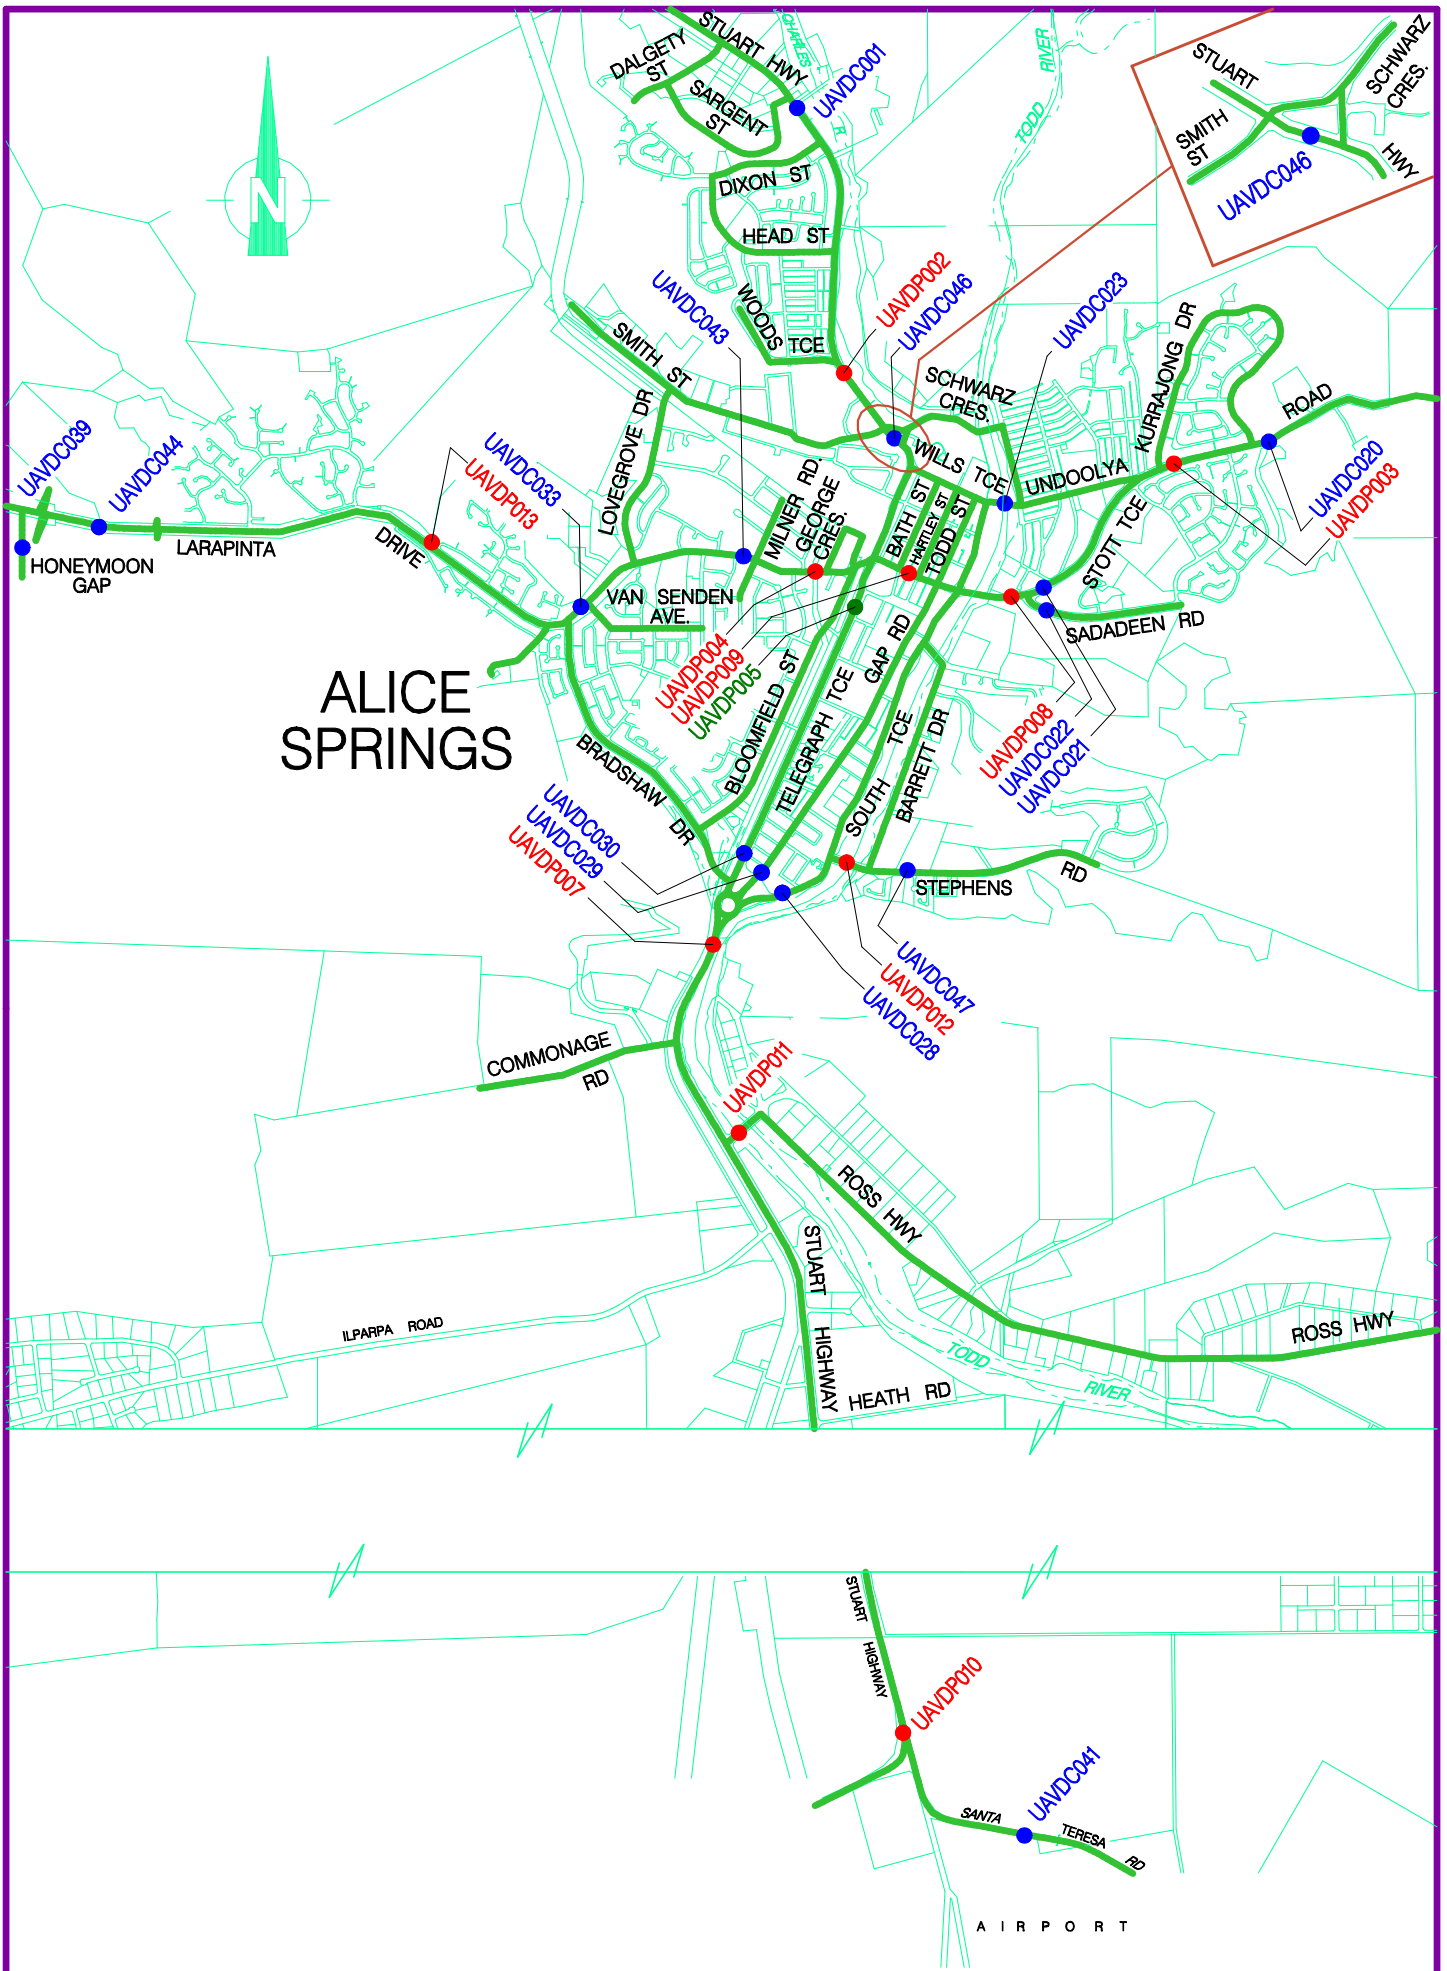 STUART HWY
CHARLES
R
DALGETY
ST
SARGENT
ST
UAVDC001
RIVER
TODD
STUART
SCHWARZ
CRES.
SMITH
ST
HWY
UAVDC046
N
DIXON ST
HEAD ST
WOODS TCE
UAVDP002
UAVDC046
UAVDC043
UAVDC023
SMITH ST
SCHWARZ
CRES.
KURRAJONG DR
ROAD
LOVEGROVE DR
WILLS TCE
UNDOOLYA
UAVDC039
UAVDC044
UAVDC033
UAVDP013
MILNER RD.
GEORGE
CRES.
BATH ST
HARTLEY ST
TODD ST
STOTT TCE
UAVDC020
UAVDP003
LARAPINTA
DRIVE
HONEYMOON
GAP
VAN SENDEN
AVE.
SADADEEN RD
UAVDP004
UAVDP009
UAVDP005
GAP RD
ALICE
SPRINGS
BLOOMFIELD ST
TELEGRAPH TCE
SOUTH TCE
BARRETT DR
UAVDP008
UAVDC022
UAVDC021
BRADSHAW DR
UAVDC030
UAVDC029
UAVDP007
STEPHENS RD
UAVDC047
UAVDP012
UAVDC028
COMMONAGE
RD
UAVDP011
ROSS HWY
STUART HIGHWAY
ILPARPA ROAD
ROSS HWY
TODD RIVER
HEATH RD
STUART HIGHWAY
UAVDP010
UAVDC041
SANTA TERESA RD
AIRPORT